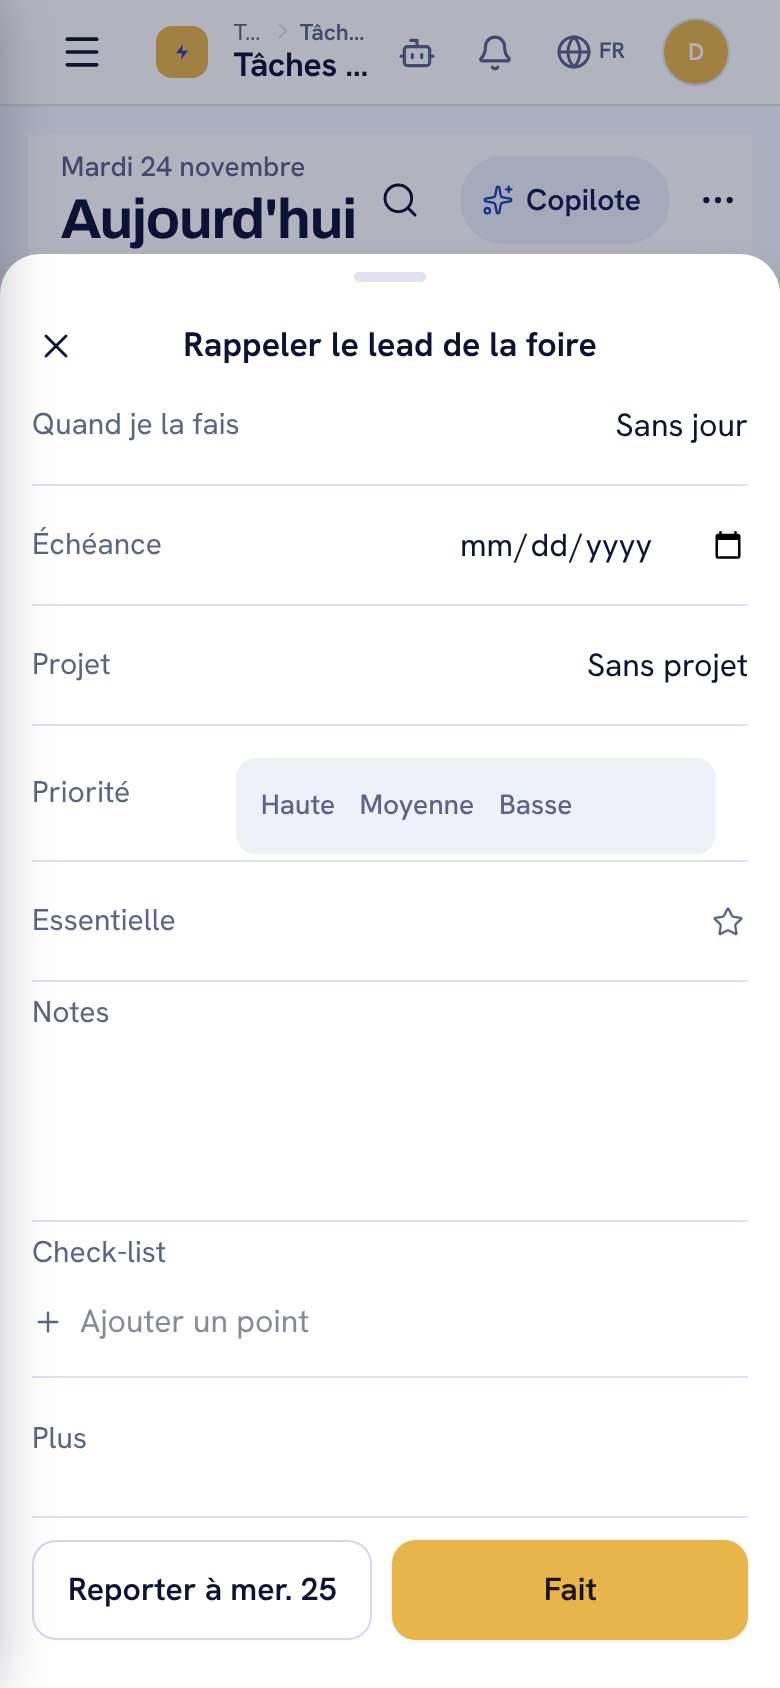 T... > Tâch...
Tâches ...
FR
D
Mardi 24 novembre
Aujourd'hui
Copilote
Rappeler le lead de la foire
Quand je la fais
Sans jour
Échéance
mm/dd/yyyy
Projet
Sans projet
Priorité
Haute Moyenne Basse
Essentielle
Notes
Check-list
+ Ajouter un point
Plus
Reporter à mer. 25
Fait